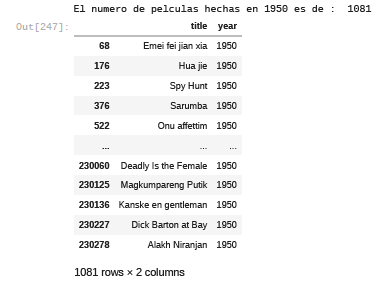 El numero de pelculas hechas en 1950 es de :  1081
Out[247]:
title year
68 Emei fei jian xia 1950
176 Hua jie 1950
223 Spy Hunt 1950
376 Sarumba 1950
522 Onu affettim 1950
... ... ...
230060 Deadly Is the Female 1950
230125 Magkumpareng Putik 1950
230136 Kanske en gentleman 1950
230227 Dick Barton at Bay 1950
230278 Alakh Niranjan 1950
1081 rows × 2 columns